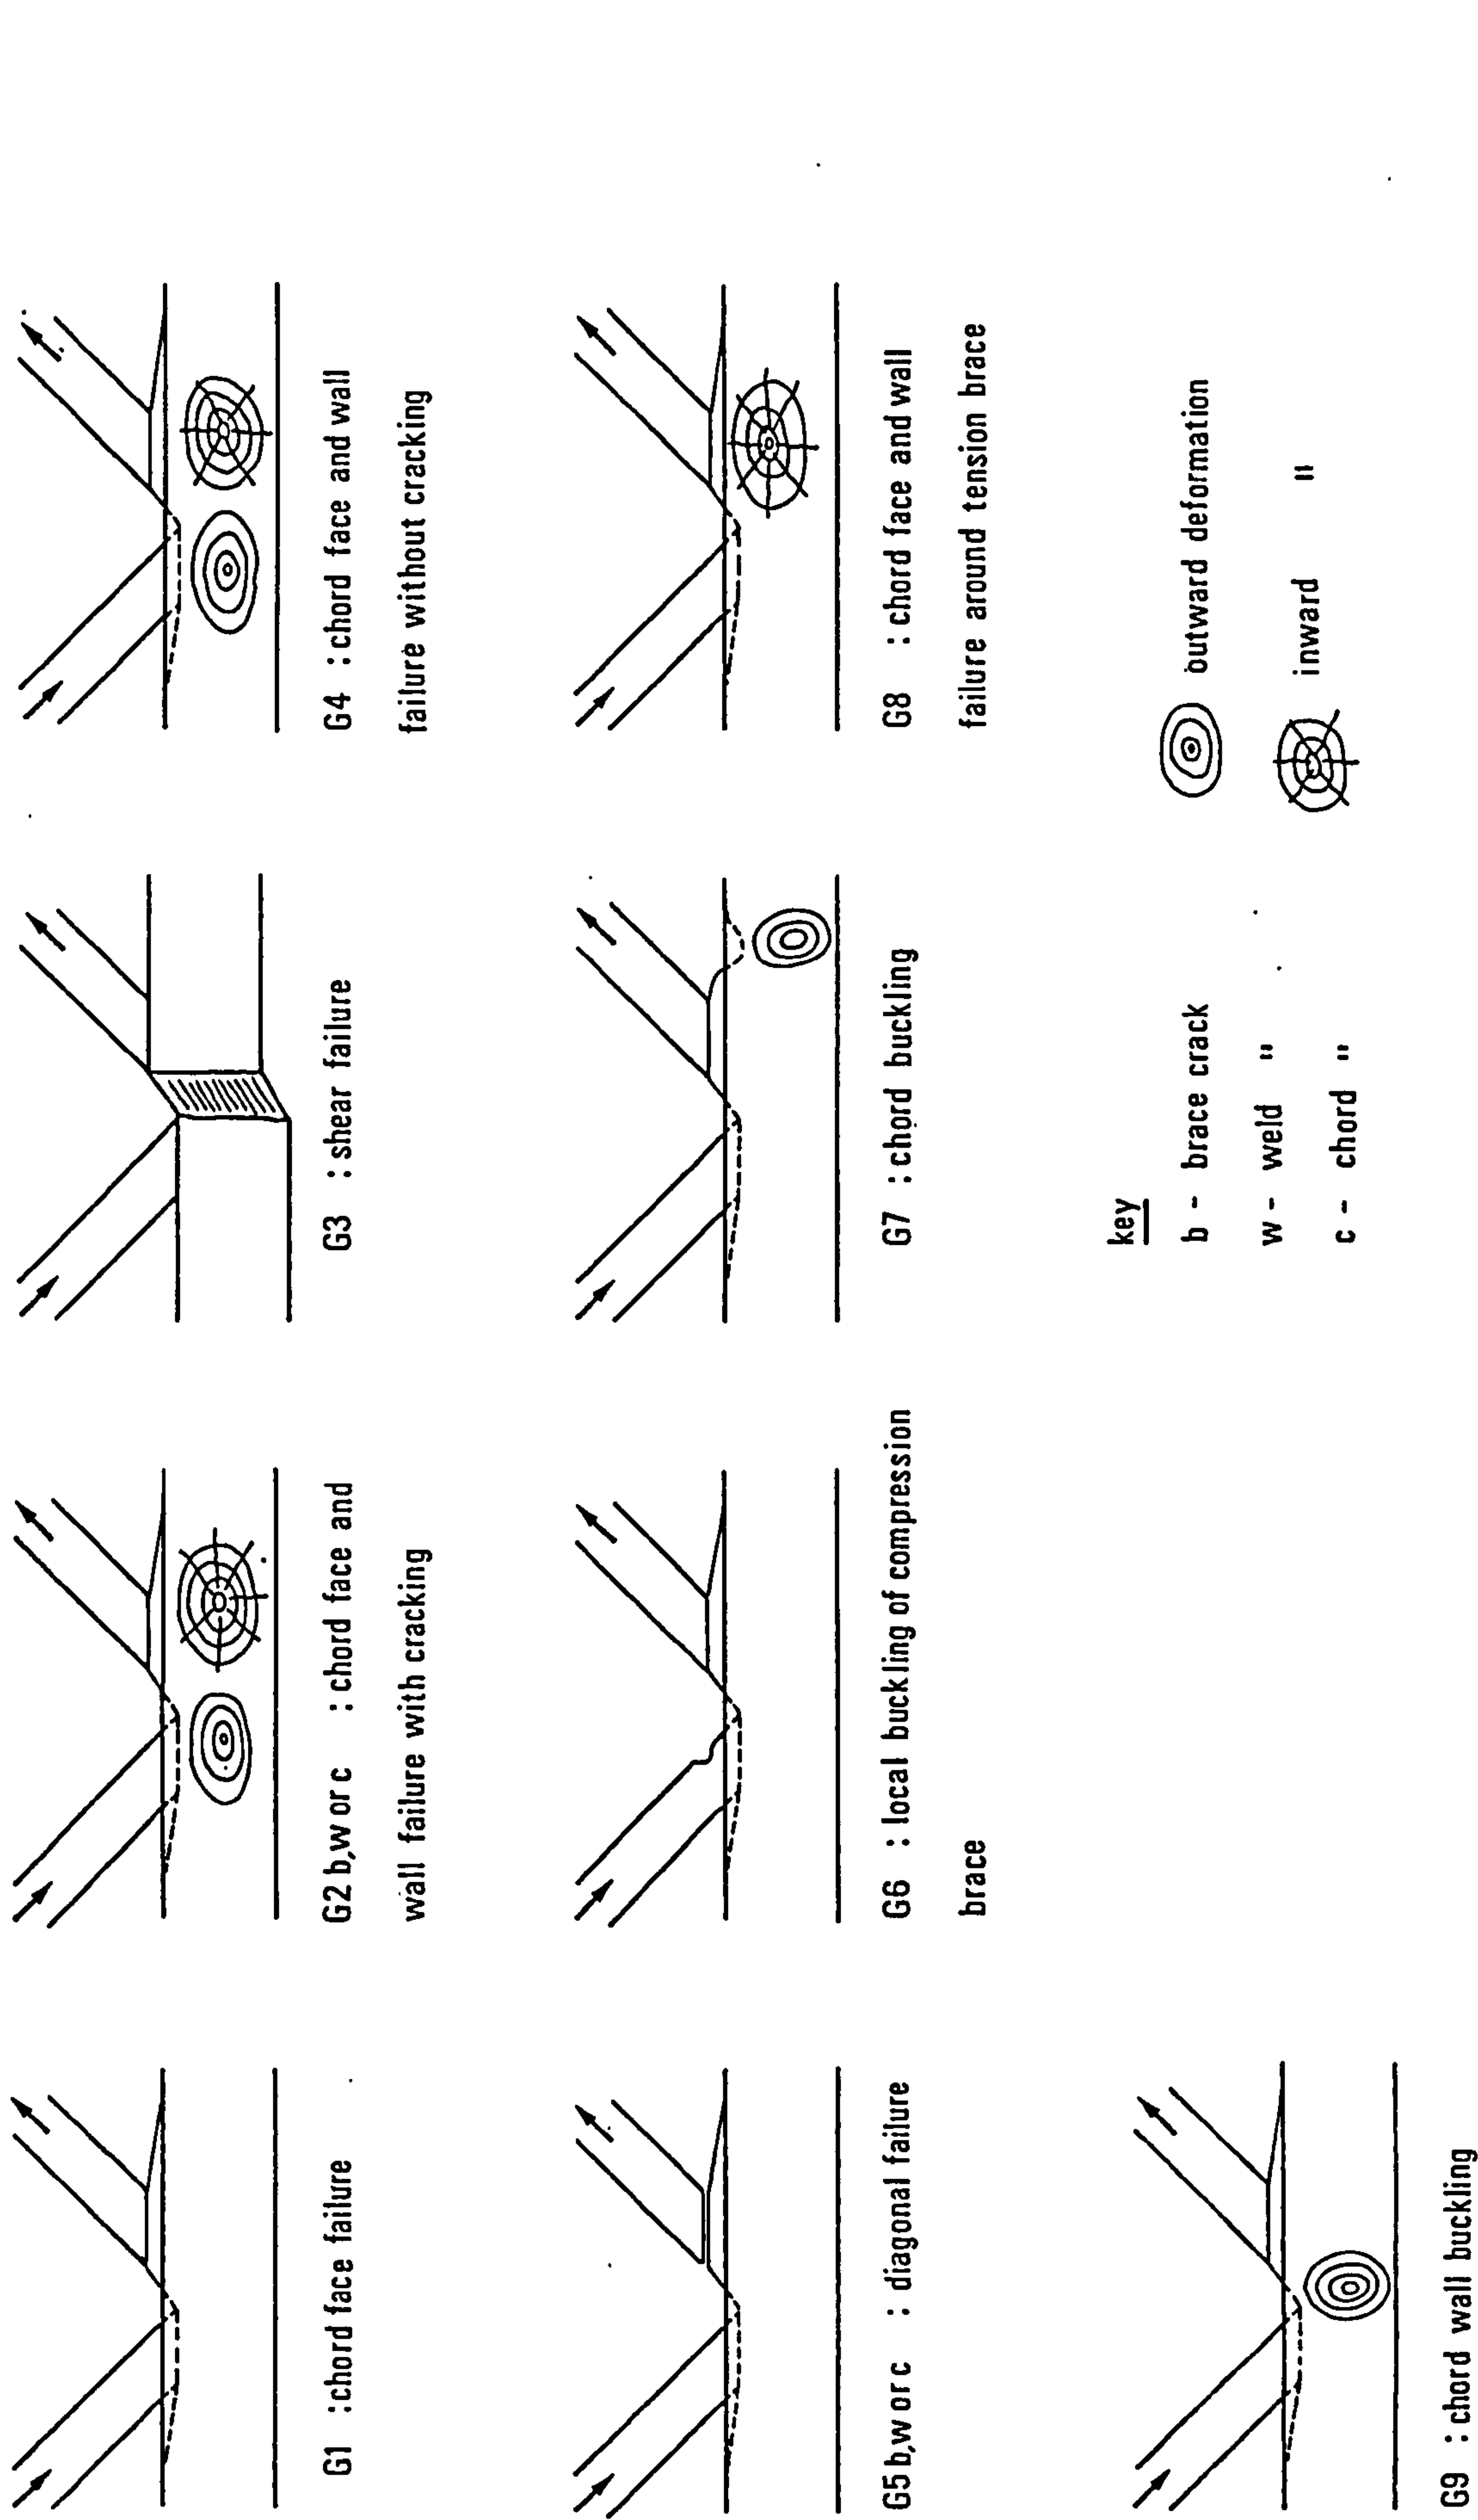 G1 : chord face failure
G2 b,w or c : chord face and
wall failure with cracking
G3 : shear failure
G4 : chord face and wall
failure without cracking
G5 b,w or c : diagonal failure
G6 : local buckling of compression
brace
G7 : chord buckling
G8 : chord face and wall
failure around tension brace
G9 : chord wall buckling
key
b - brace crack
w - weld "
c - chord "
outward deformation
inward "